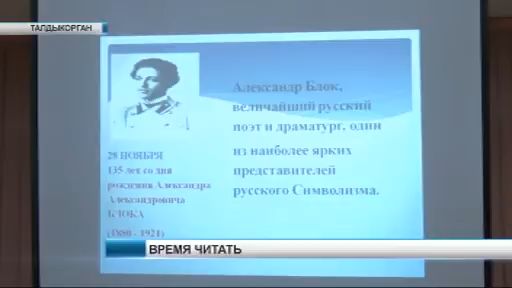 ТАЛДЫКОРГАН
Александр Блок,
величайший русский
поэт и драматург, один
из наиболее ярких
представителей
русского Символизма.
28 НОЯБРЯ
135 лет со дня
рождения Александра
Александровича
БЛОКА
(1880 - 1921)
ВРЕМЯ ЧИТАТЬ